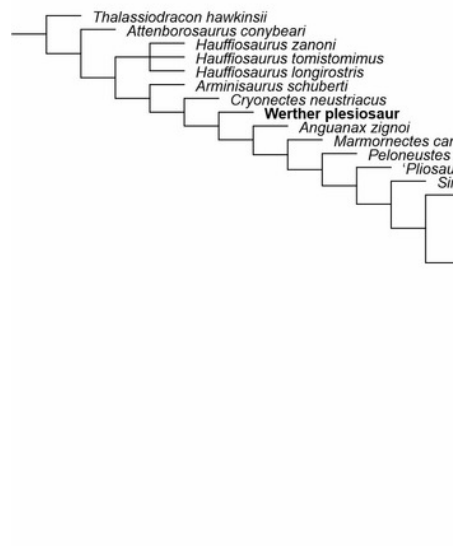 Thalassiodracon hawkinsii
Attenborosaurus conybeari
Hauffiosaurus zanoni
Hauffiosaurus tomistomimus
Hauffiosaurus longirostris
Arminisaurus schuberti
Cryonectes neustriacus
Werther plesiosaur
Anguanax zignoi
Marmornectes
Peloneustes